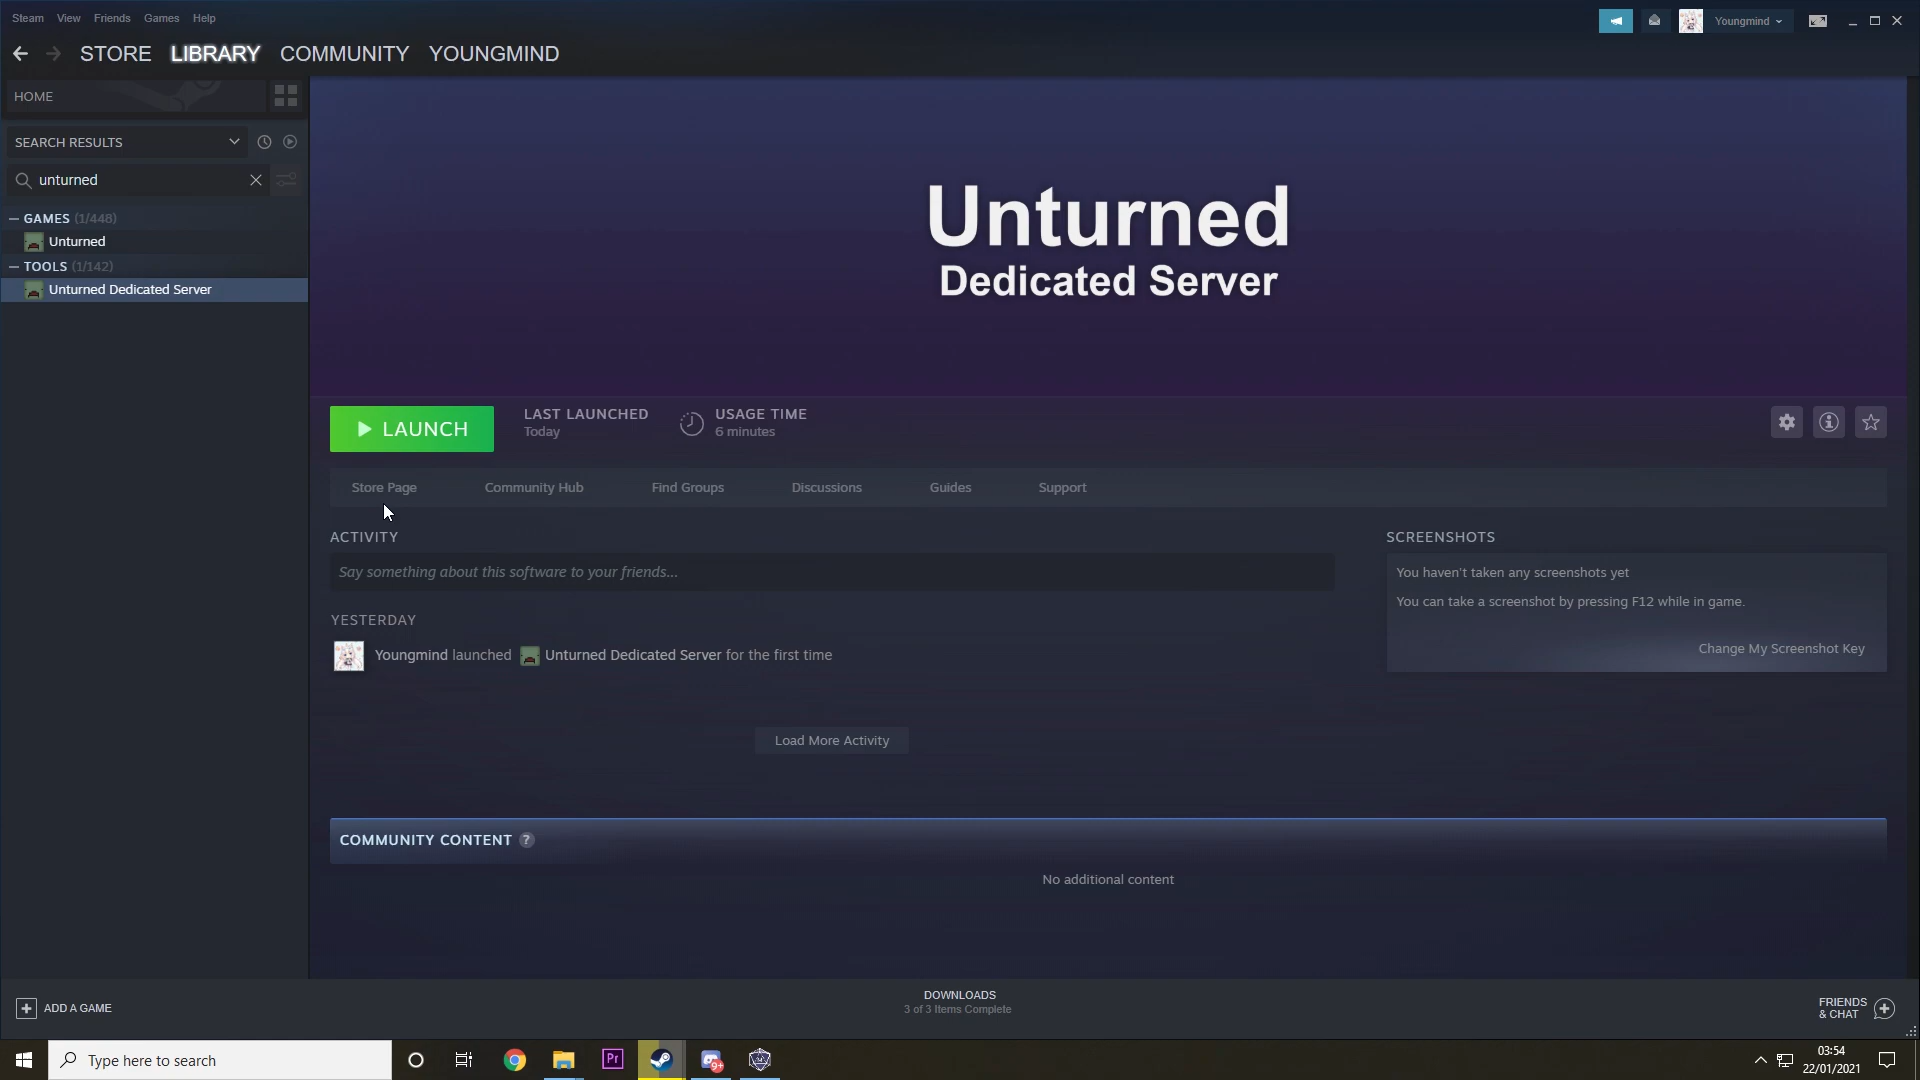 Steam View Friends Games Help
Youngmind
STORE LIBRARY COMMUNITY YOUNGMIND
HOME
SEARCH RESULTS
unturned
GAMES (1/448)
Unturned
TOOLS (1/142)
Unturned Dedicated Server
Unturned
Dedicated Server
LAUNCH
LAST LAUNCHED
Today
USAGE TIME
6 minutes
Store Page Community Hub Find Groups Discussions Guides Support
ACTIVITY
Say something about this software to your friends...
YESTERDAY
Youngmind launched Unturned Dedicated Server for the first time
Load More Activity
SCREENSHOTS
You haven't taken any screenshots yet
You can take a screenshot by pressing F12 while in game.
Change My Screenshot Key
COMMUNITY CONTENT ?
No additional content
ADD A GAME
DOWNLOADS
3 of 3 Items Complete
FRIENDS
& CHAT
Type here to search
Pr
9+
03:54
22/01/2021